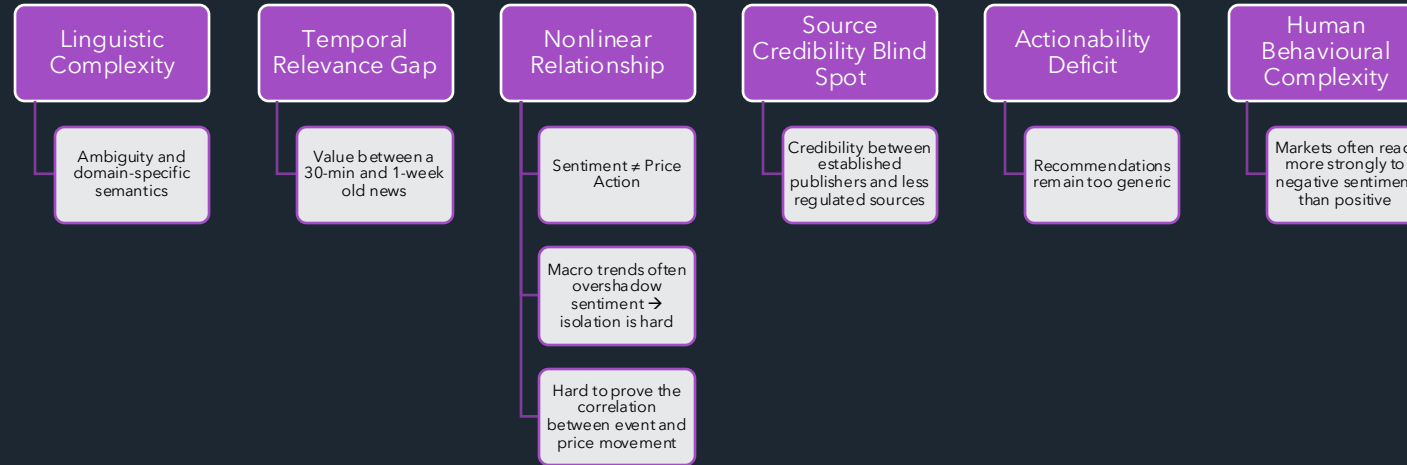 Linguistic
Complexity
Ambiguity and
domain-specific
semantics
Temporal
Relevance Gap
Value between a
30-min and 1-week
old news
Nonlinear
Relationship
Sentiment ≠ Price
Action
Macro trends often
overshadow
sentiment →
isolation is hard
Hard to prove the
correlation
between event and
price movement
Source
Credibility Blind
Spot
Credibility between
established
publishers and less
regulated sources
Actionability
Deficit
Recommendations
remain too generic
Human
Behavioural
Complexity
Markets often reac
more strongly to
negative sentimen
than positive